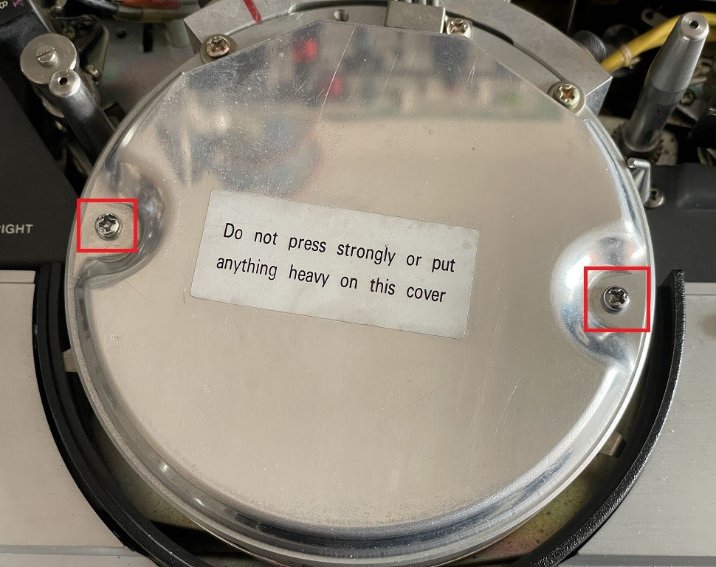 Do not press strongly or put
anything heavy on this cover